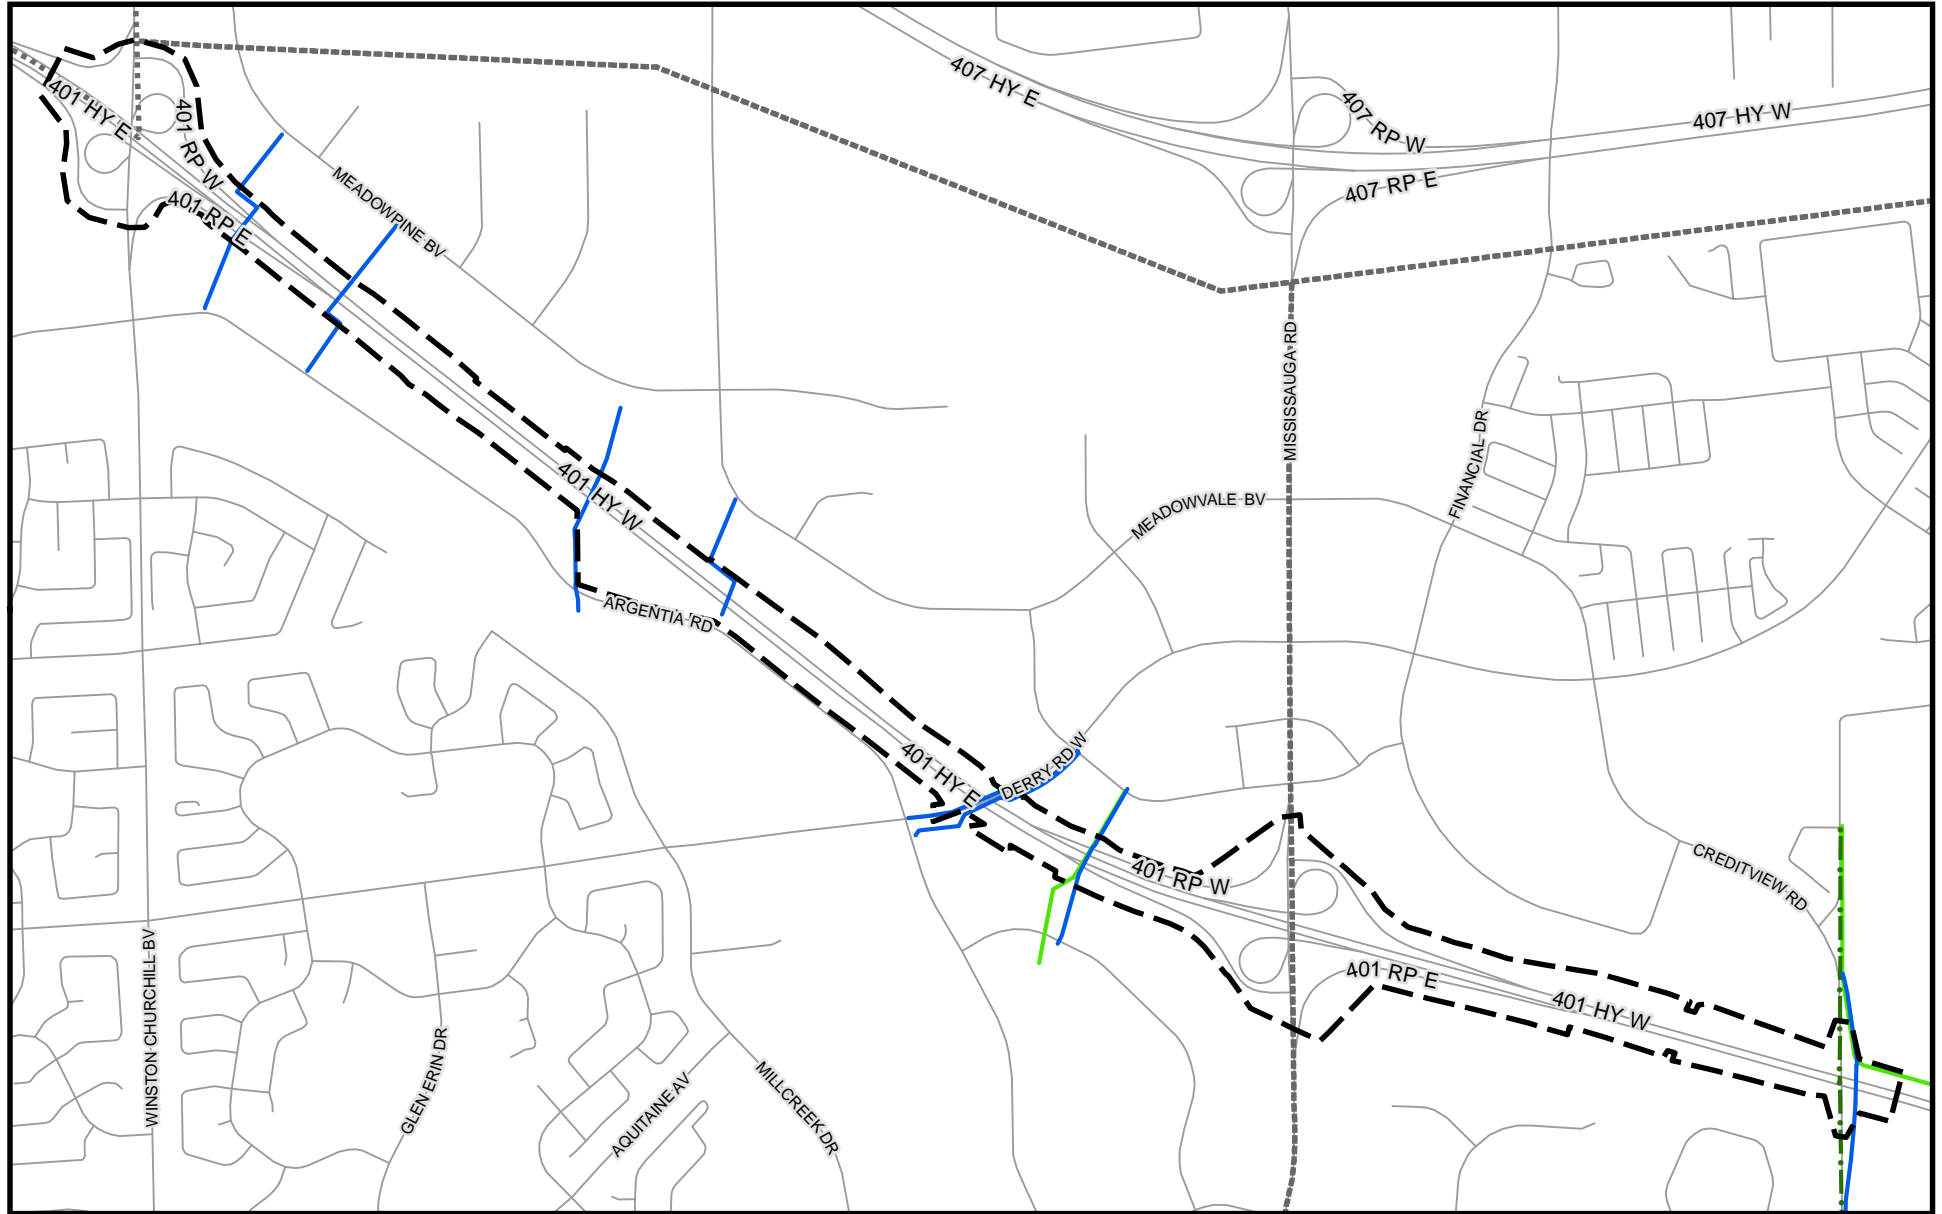 407 HY E
407 RP W
407 HY W
401 HY E
401 RP W
407 RP E
MEADOWPINE BV
401 RP E
MISSISSAUGA RD
FINANCIAL DR
401 HY W
MEADOWVALE BV
ARGENTIA RD
DERRY RD W
401 HY E
401 RP W
CREDITVIEW RD
401 RP E
401 HY W
WINSTON CHURCHILL BV
GLEN ERIN DR
AQUITAINE AV
MILLCREEK DR